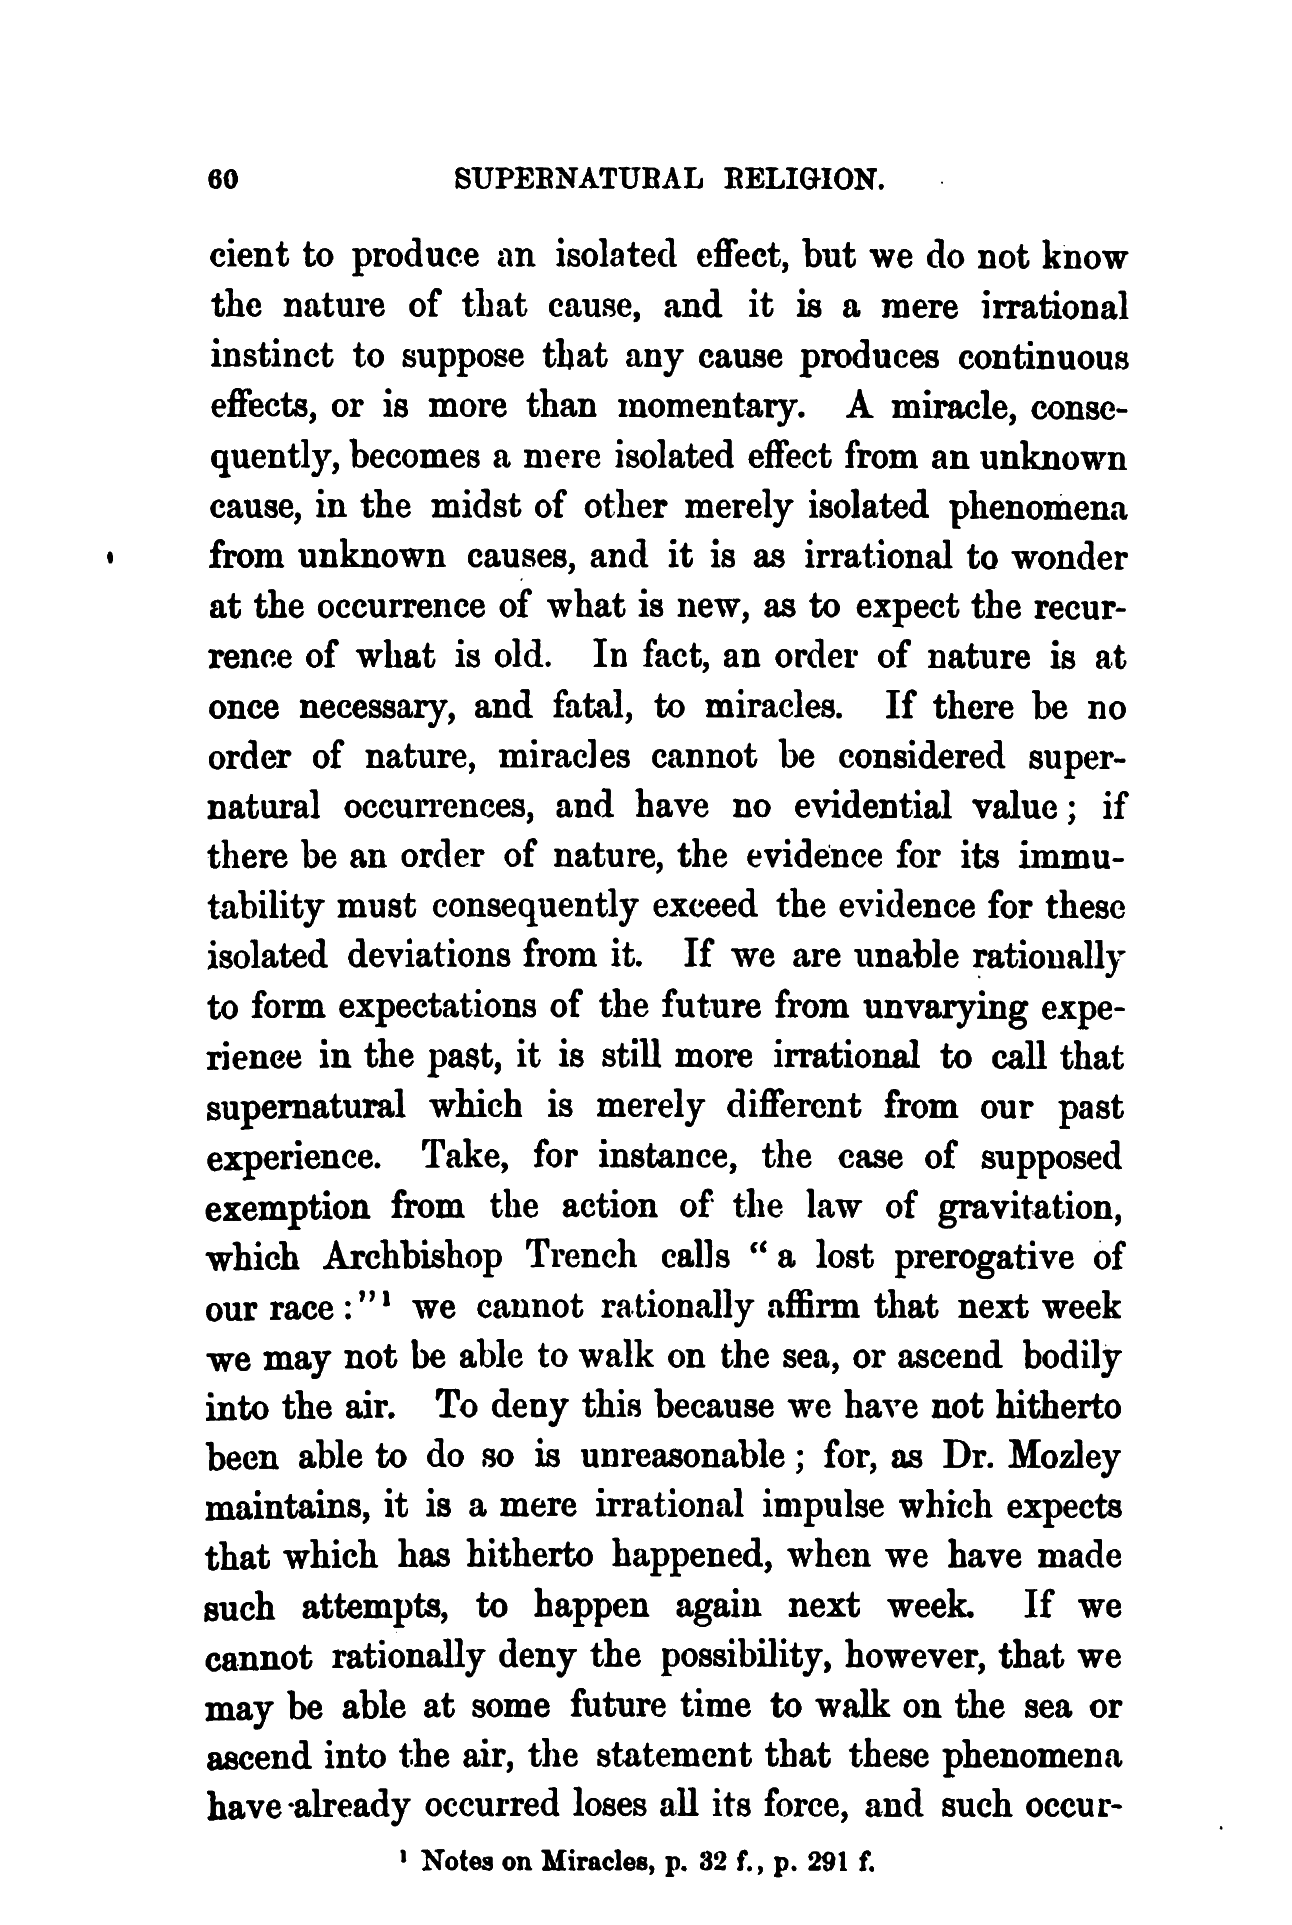 60 SUPERNATURAL RELIGION.
cient to produce an isolated effect, but we do not know
the nature of that cause, and it is a mere irrational
instinct to suppose that any cause produces continuous
effects, or is more than momentary. A miracle, conse-
quently, becomes a mere isolated effect from an unknown
cause, in the midst of other merely isolated phenomena
from unknown causes, and it is as irrational to wonder
at the occurrence of what is new, as to expect the recur-
rence of what is old. In fact, an order of nature is at
once necessary, and fatal, to miracles. If there be no
order of nature, miracles cannot be considered super-
natural occurrences, and have no evidential value; if
there be an order of nature, the evidence for its immu-
tability must consequently exceed the evidence for these
isolated deviations from it. If we are unable rationally
to form expectations of the future from unvarying expe-
rience in the past, it is still more irrational to call that
supernatural which is merely different from our past
experience. Take, for instance, the case of supposed
exemption from the action of the law of gravitation,
which Archbishop Trench calls “a lost prerogative of
our race:”¹ we cannot rationally affirm that next week
we may not be able to walk on the sea, or ascend bodily
into the air. To deny this because we have not hitherto
been able to do so is unreasonable; for, as Dr. Mozley
maintains, it is a mere irrational impulse which expects
that which has hitherto happened, when we have made
such attempts, to happen again next week. If we
cannot rationally deny the possibility, however, that we
may be able at some future time to walk on the sea or
ascend into the air, the statement that these phenomena
have already occurred loses all its force, and such occur-
¹ Notes on Miracles, p. 32 f., p. 291 f.